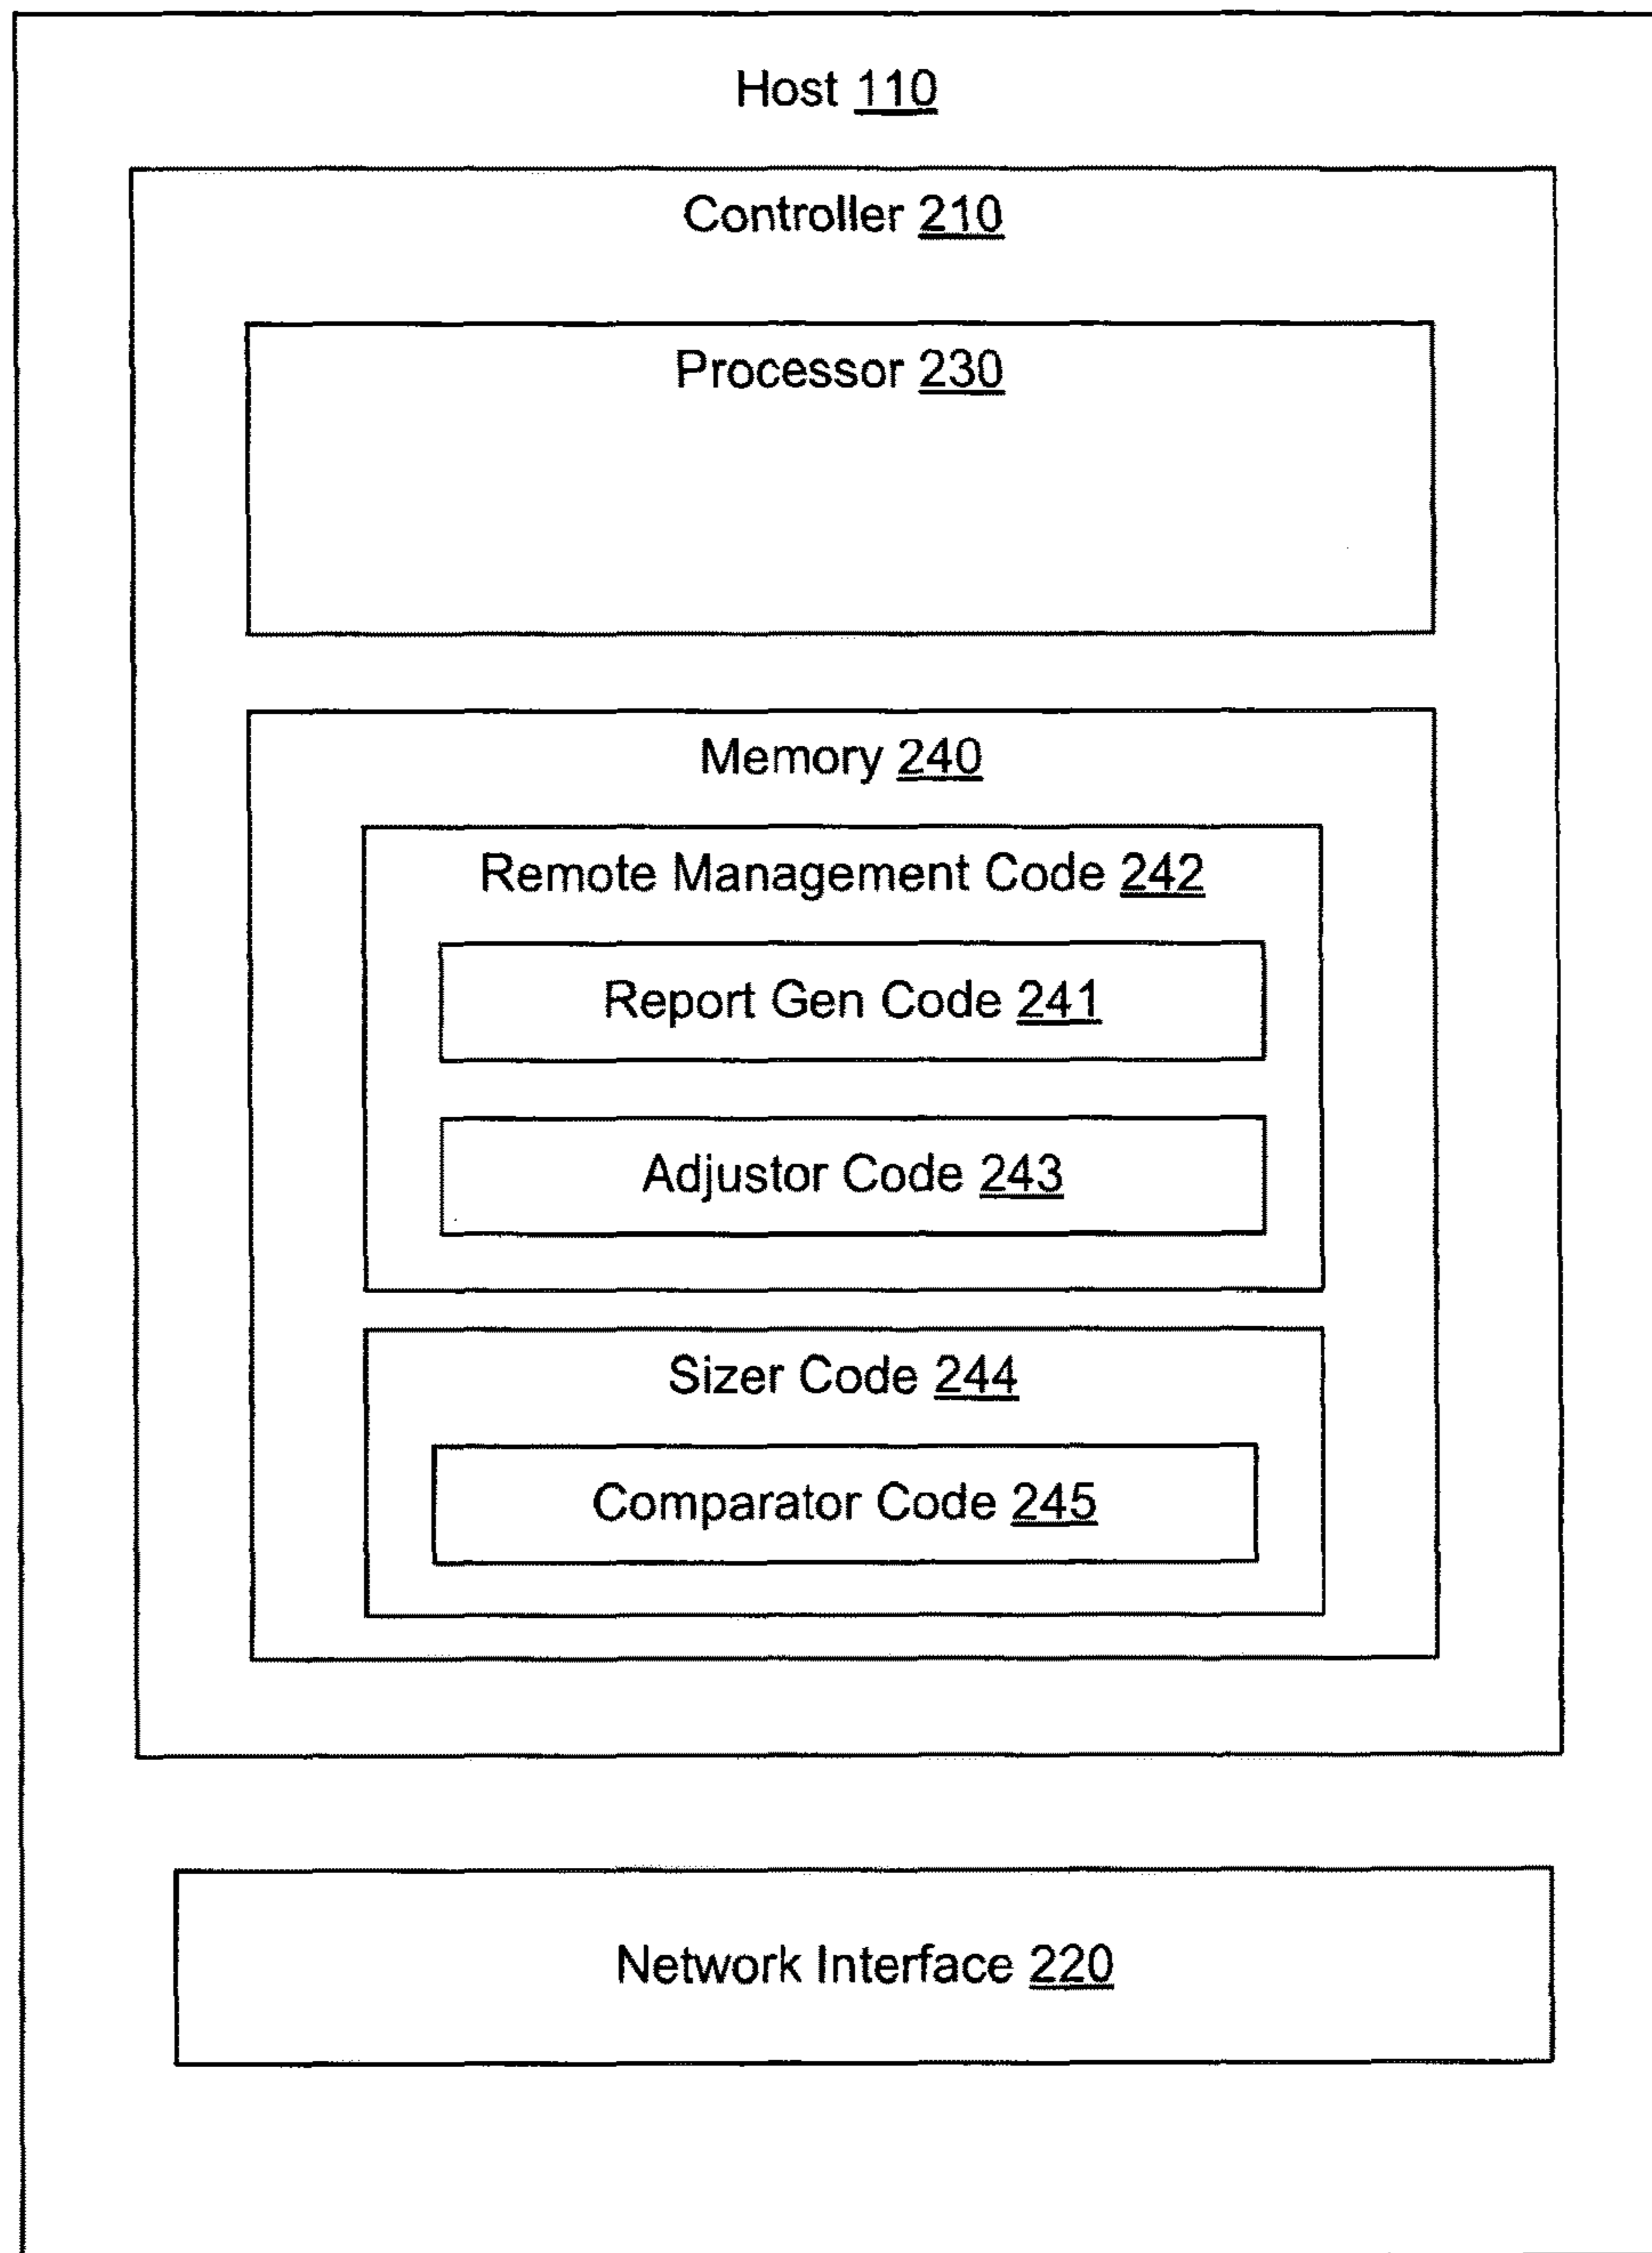 Host 110
Controller 210
Processor 230
Memory 240
Remote Management Code 242
Report Gen Code 241
Adjustor Code 243
Sizer Code 244
Comparator Code 245
Network Interface 220